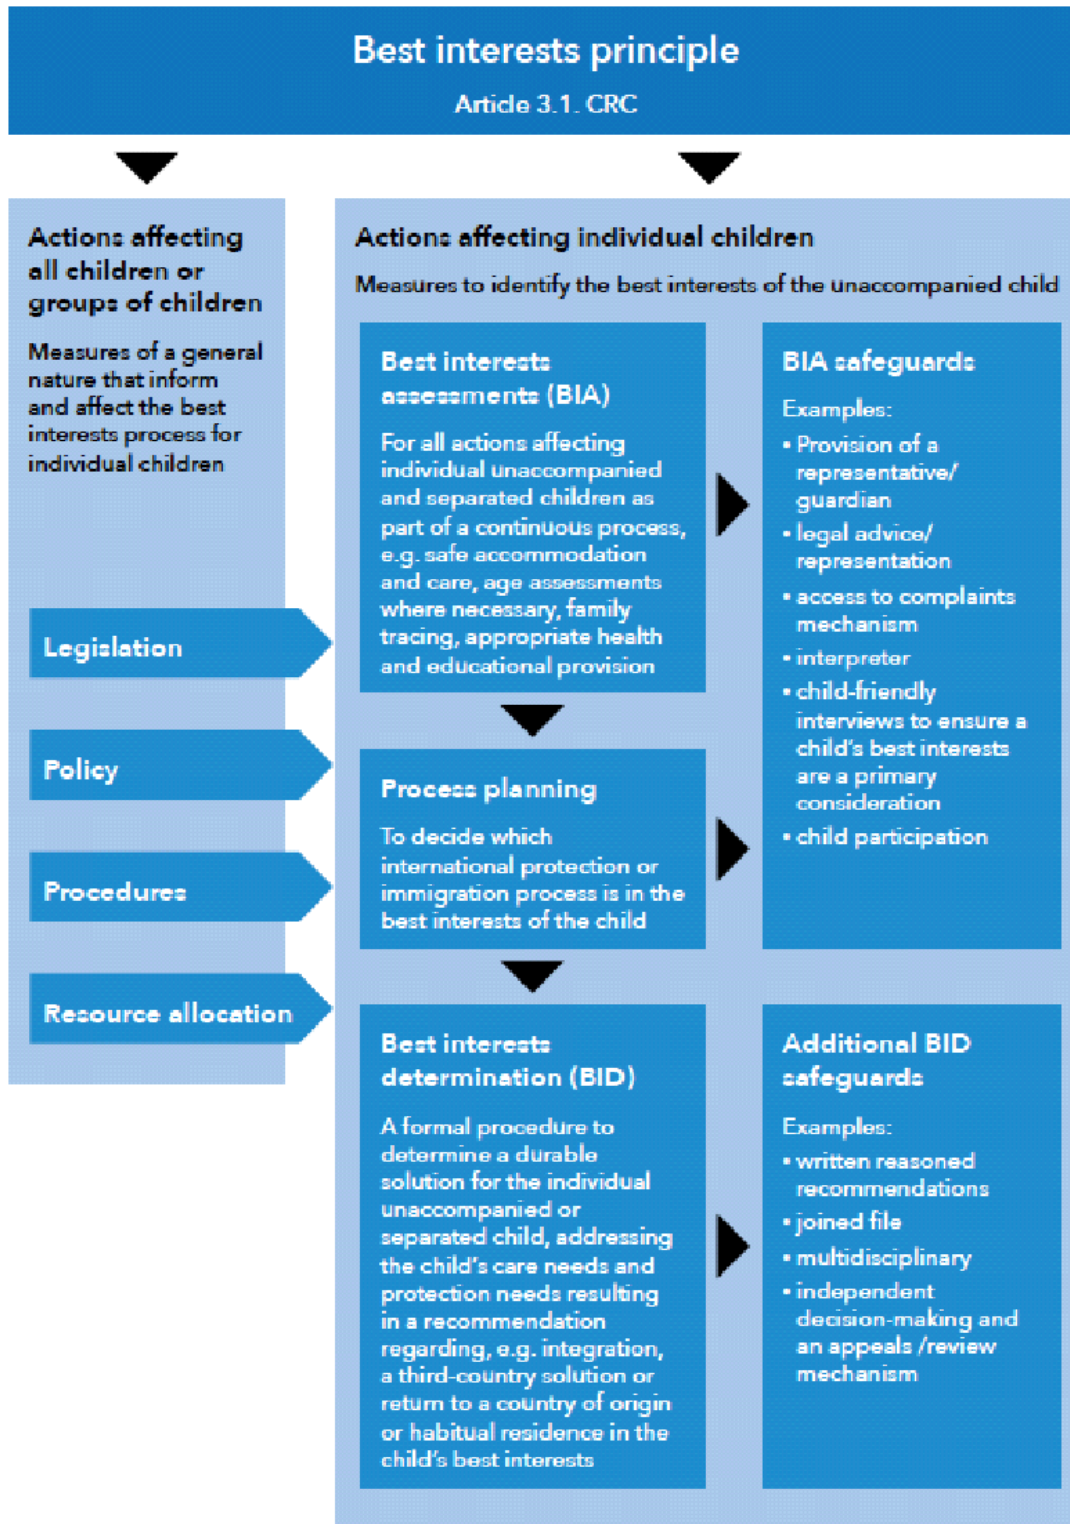 Best interests principle
Article 3.1. CRC
Actions affecting
all children or
groups of children
Measures of a general
nature that inform
and affect the best
interests process for
individual children
Legislation
Policy
Procedures
Resource allocation
Actions affecting individual children
Measures to identify the best interests of the unaccompanied child
Best interests
assessments (BIA)
For all actions affecting
individual unaccompanied
and separated children as
part of a continuous process,
e.g. safe accommodation
and care, age assessments
where necessary, family
tracing, appropriate health
and educational provision
BIA safeguards
Examples:
• Provision of a
representative/
guardian
• legal advice/
representation
• access to complaints
mechanism
• interpreter
• child-friendly
interviews to ensure a
child's best interests
are a primary
consideration
• child participation
Process planning
To decide which
international protection or
immigration process is in the
best interests of the child
Best interests
determination (BID)
A formal procedure to
determine a durable
solution for the individual
unaccompanied or
separated child, addressing
the child's care needs and
protection needs resulting
in a recommendation
regarding, e.g. integration,
a third-country solution or
return to a country of origin
or habitual residence in the
child's best interests
Additional BID
safeguards
Examples:
• written reasoned
recommendations
• joined file
• multidisciplinary
• independent
decision-making and
an appeals /review
mechanism